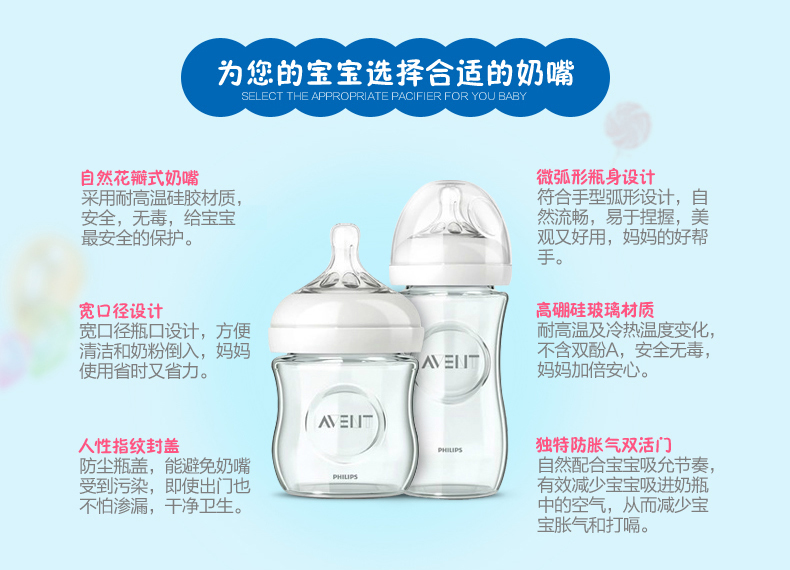 为您的宝宝选择合适的奶嘴
SELECT THE APPROPRIATE PACIFIER FOR YOU BABY
自然花瓣式奶嘴
采用耐高温硅胶材质，
安全，无毒，给宝宝
最安全的保护。
宽口径设计
宽口径瓶口设计，方便
清洁和奶粉倒入，妈妈
使用省时又省力。
人性指纹封盖
防尘瓶盖，能避免奶嘴
受到污染，即使出门也
不怕渗漏，干净卫生。
AVENT
PHILIPS
AVENT
PHILIPS
微弧形瓶身设计
符合手型弧形设计，自
然流畅，易于捏握，美
观又好用，妈妈的好帮
手。
高硼硅玻璃材质
耐高温及冷热温度变化，
不含双酚A，安全无毒，
妈妈加倍安心。
独特防胀气双活门
自然配合宝宝吸允节奏，
有效减少宝宝吸进奶瓶
中的空气，从而减少宝
宝胀气和打嗝。